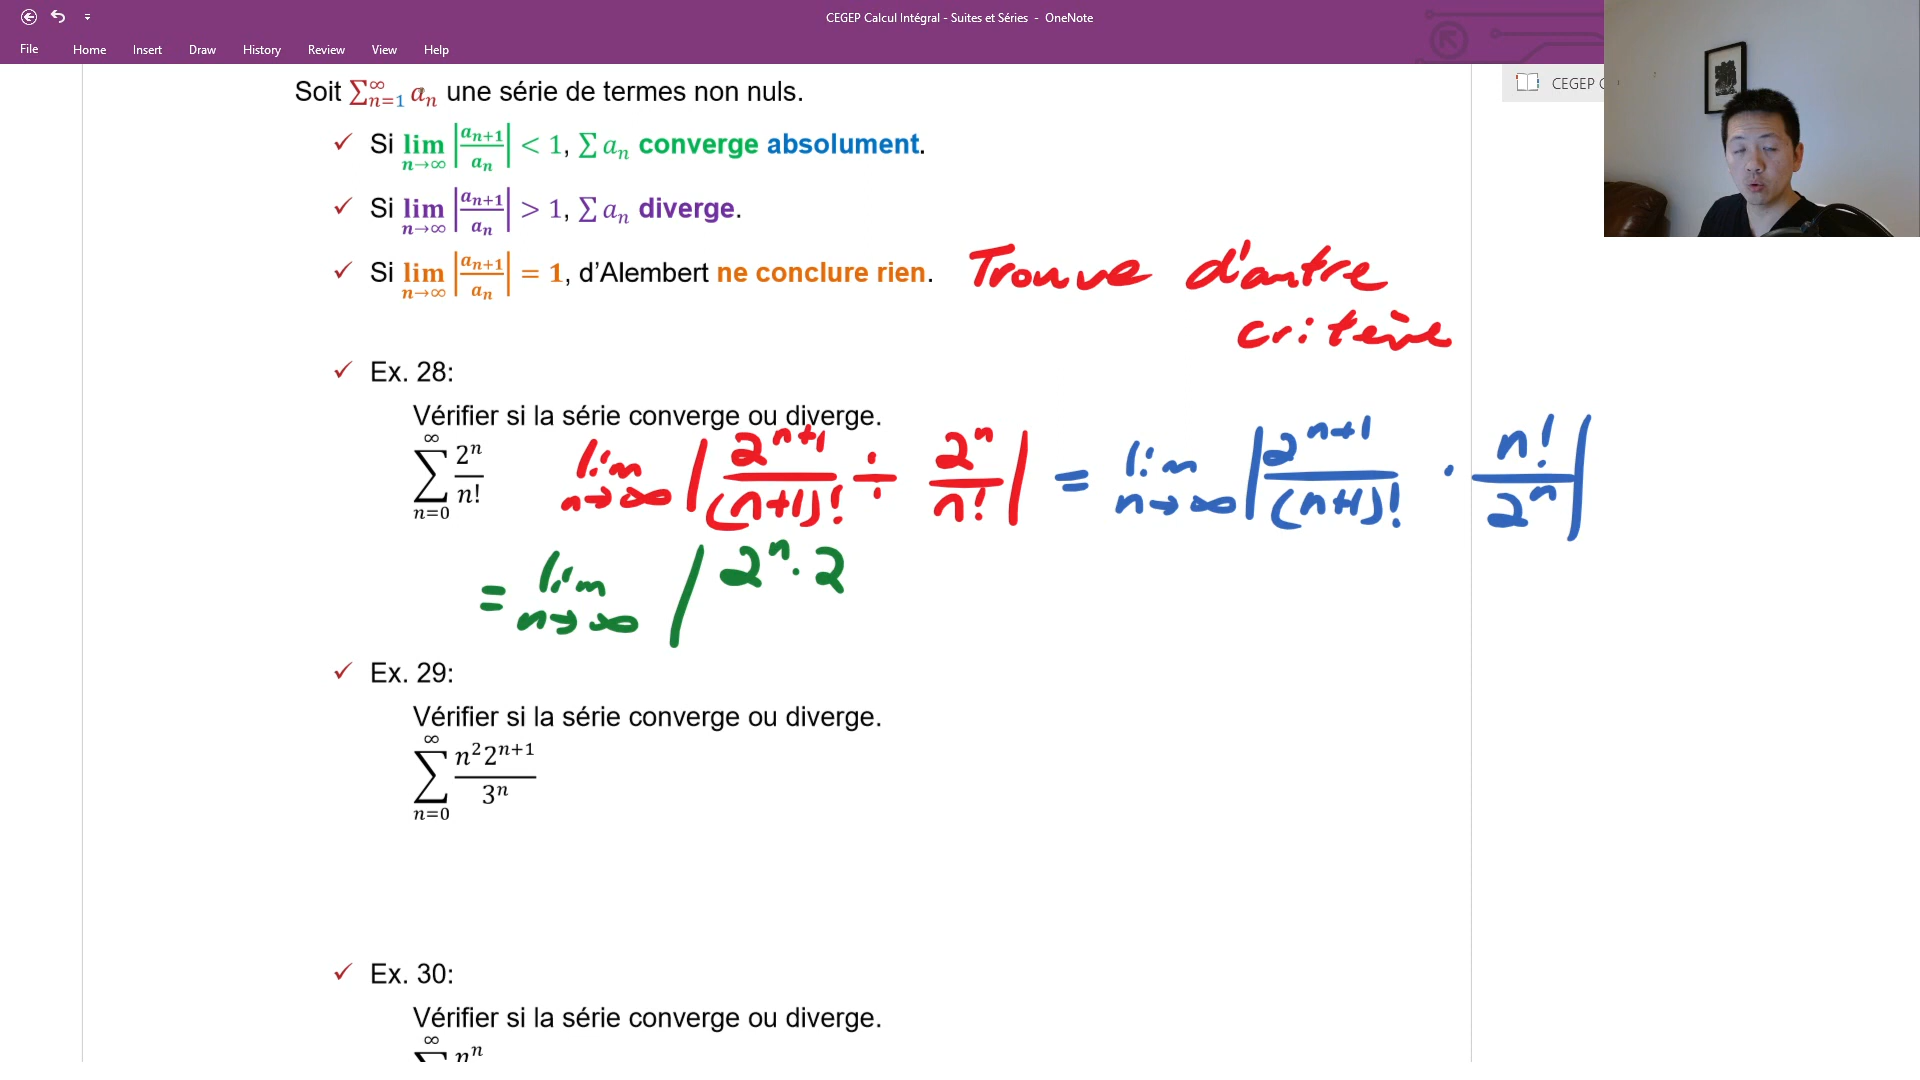 CEGEP Calcul Intégral - Suites et Séries - OneNote
File Home Insert Draw History Review View Help
CEGEP
Soit ∑_{n=1}^{∞} a_n une série de termes non nuls.
✓ Si lim_{n→∞} |a_{n+1}/a_n| < 1, ∑ a_n converge absolument.
✓ Si lim_{n→∞} |a_{n+1}/a_n| > 1, ∑ a_n diverge.
✓ Si lim_{n→∞} |a_{n+1}/a_n| = 1, d’Alembert ne conclure rien. Trouve d'autre
critère
✓ Ex. 28:
Vérifier si la série converge ou diverge.
∑_{n=0}^{∞} 2^n/n! lim_{n→∞} |2^{n+1}/(n+1)! ÷ 2^n/n!| = lim_{n→∞} |2^{n+1}/(n+1)! · n!/2^n|
= lim_{n→∞} |2^n · 2
✓ Ex. 29:
Vérifier si la série converge ou diverge.
∑_{n=0}^{∞} n^2 2^{n+1}/3^n
✓ Ex. 30:
Vérifier si la série converge ou diverge.
∑^{∞} n^n